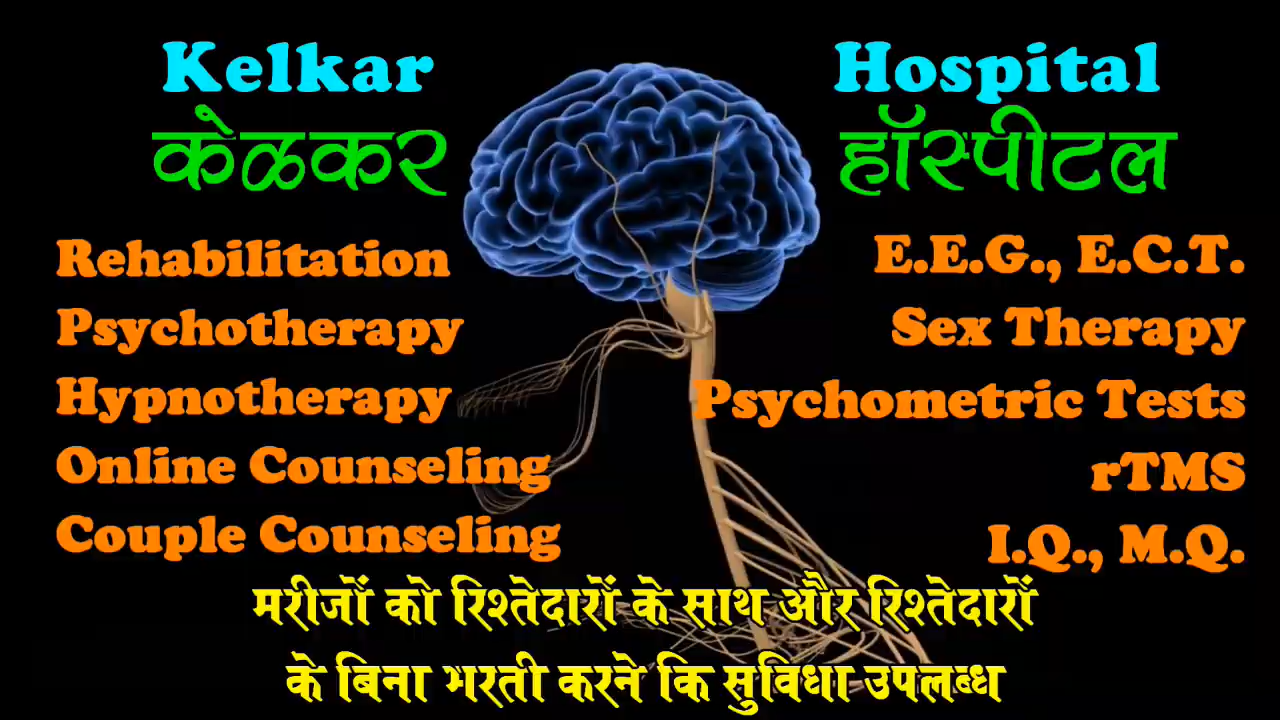 Kelkar Hospital
केळकर हॉस्पीटल
Rehabilitation
Psychotherapy
Hypnotherapy
Online Counseling
Couple Counseling
E.E.G., E.C.T.
Sex Therapy
Psychometric Tests
rTMS
I.Q., M.Q.
मरीजों को रिश्तेदारों के साथ और रिश्तेदारों
के बिना भरती करने कि सुविधा उपलब्ध